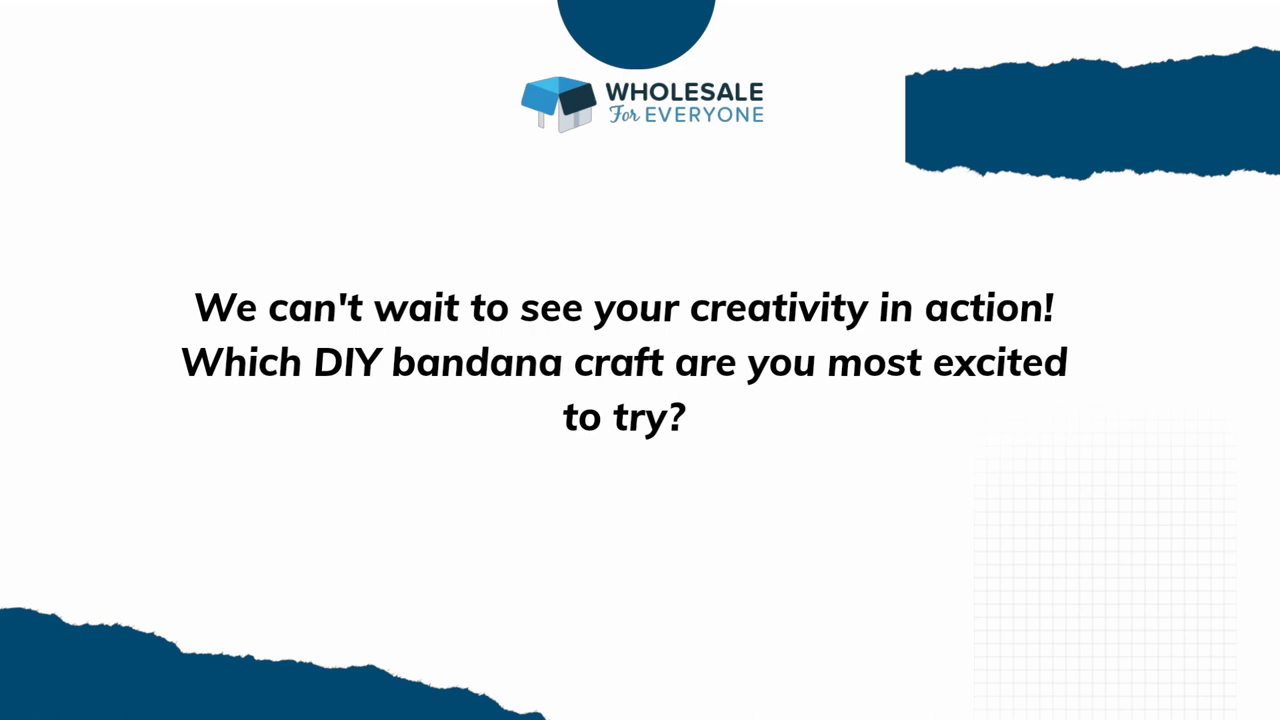 WHOLESALE
For EVERYONE
We can't wait to see your creativity in action!
Which DIY bandana craft are you most excited
to try?